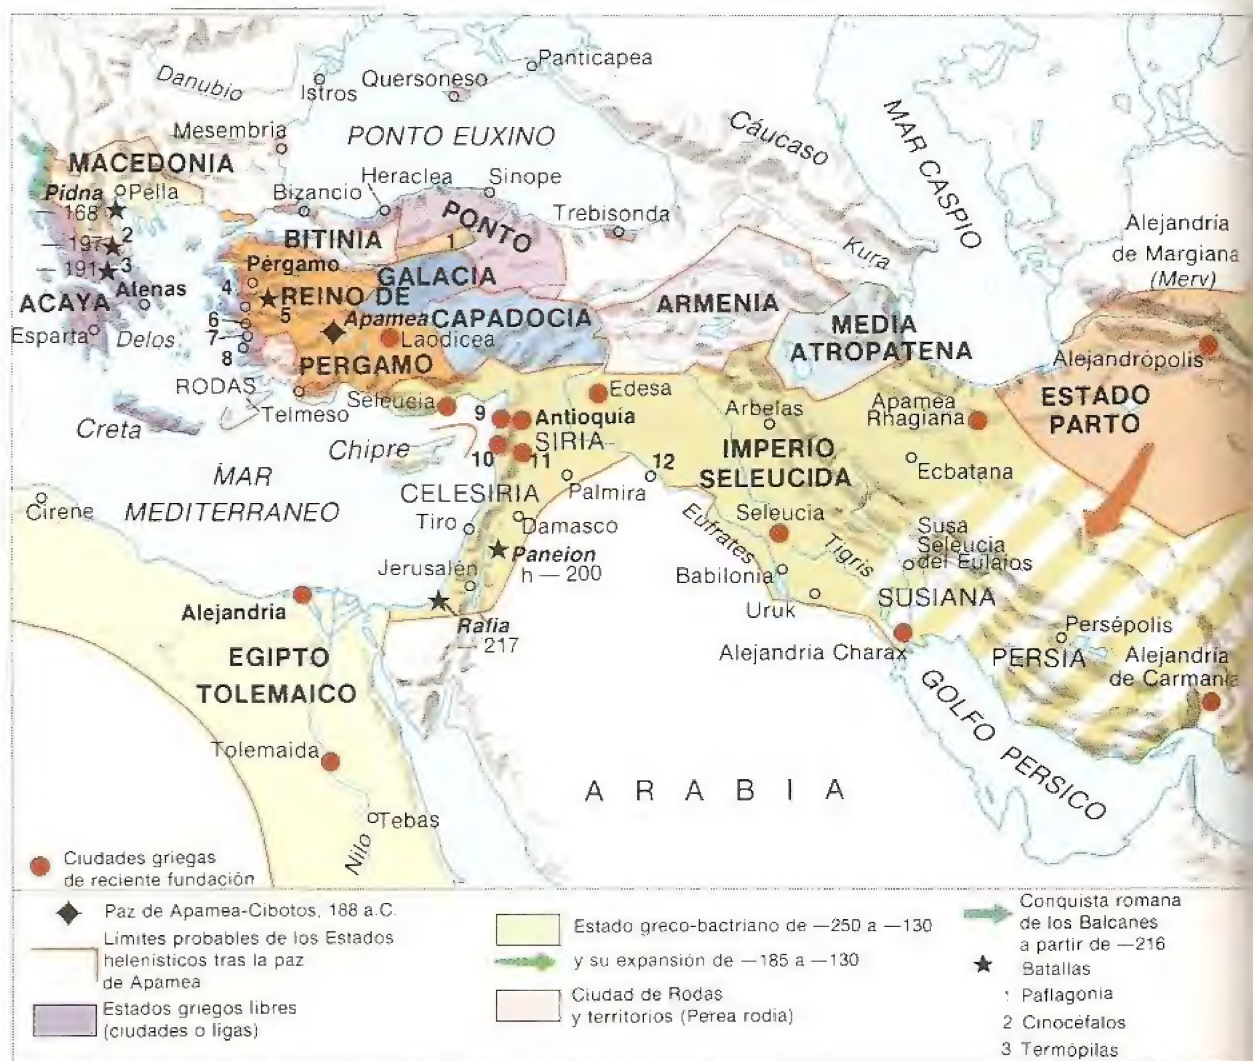 Panticapea
Danubio
Istros
Quersoneso
Mesembria
PONTO EUXINO
Cáucaso
MAR CASPIO
MACEDONIA
Pidna
Pella
— 168
— 197
2
— 191
3
Bizancio
Heraclea
Sinope
Trebisonda
PONTO
BITINIA
1
Kura
Alejandría
de Margiana
(Merv)
Pérgamo
GALACIA
4
REINO DE
5
6
7
8
ACAYA
Atenas
Esparta
Delos
Apamea
CAPADOCIA
ARMENIA
MEDIA
ATROPATENA
Laodicea
PERGAMO
Alejandrópolis
ESTADO
PARTO
RODAS
Telmeso
Seleucia
Edesa
Arbelas
Apamea
Rhagiana
Creta
Chipre
9
Antioquía
SIRIA
10
11
12
IMPERIO
SELEUCIDA
Ecbatana
MAR
MEDITERRANEO
Cirene
CELESIRIA
Palmira
Tiro
Damasco
Eufrates
Seleucia
Tigris
Susa
Seleucia
del Eulaios
Paneion
h — 200
Jerusalén
Babilonia
Uruk
SUSIANA
Alejandría
Rafia
— 217
Alejandria Charax
Persépolis
PERSIA
Alejandría
de Carmania
EGIPTO
TOLEMAICO
GOLFO PERSICO
Tolemaida
ARABIA
Tebas
Nilo
Ciudades griegas
de reciente fundación
Paz de Apamea-Cibotos, 188 a.C.
Límites probables de los Estados
helenísticos tras la paz
de Apamea
Estados griegos libres
(ciudades o ligas)
Estado greco-bactriano de —250 a —130
y su expansión de —185 a —130
Ciudad de Rodas
y territorios (Perea rodia)
Conquista romana
de los Balcanes
a partir de —216
Batallas
1 Paflagonia
2 Cinocéfalos
3 Termópilas